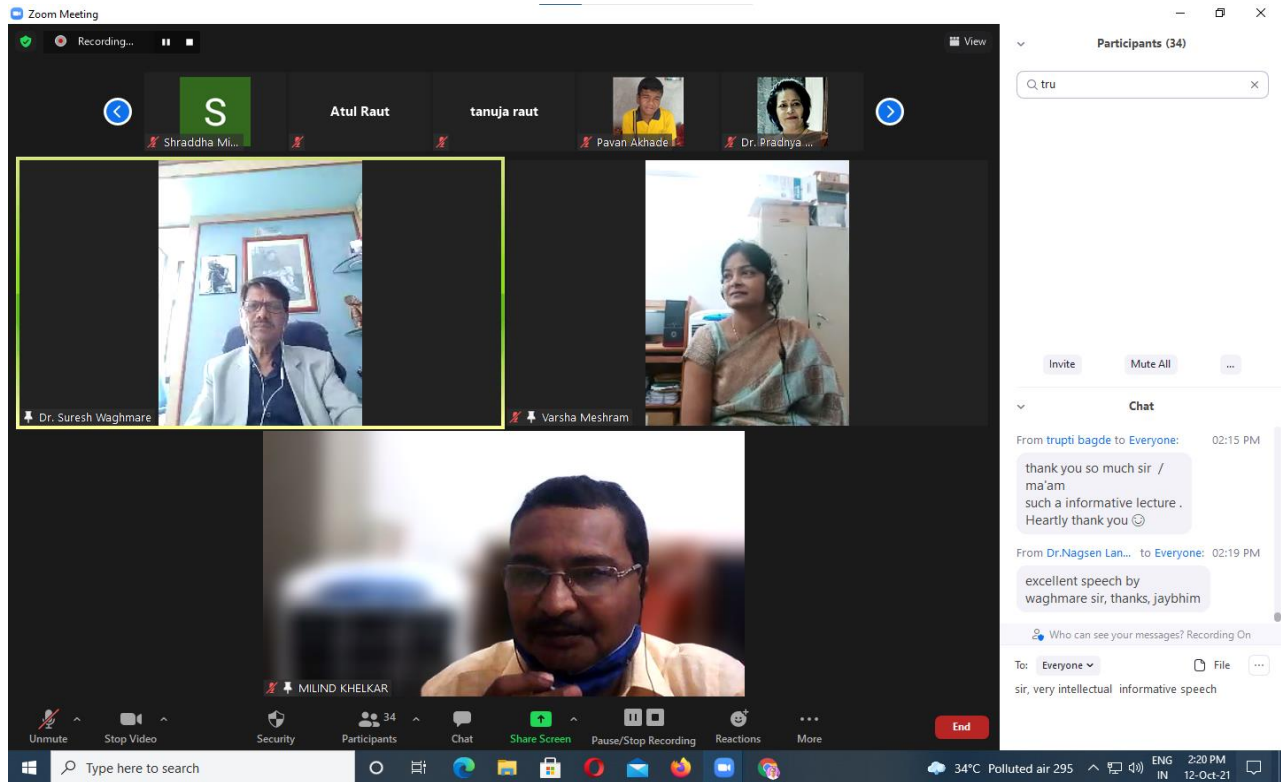 Zoom Meeting
Recording...
View
S
Shraddha Mi...
Atul Raut
tanuja raut
Pavan Akhade
Dr. Pradnya ...
Dr. Suresh Waghmare
Varsha Meshram
MILIND KHELKAR
Unmute
Stop Video
Security
34
Participants
Chat
Share Screen
Pause/Stop Recording
Reactions
More
End
Participants (34)
tru
Invite
Mute All
...
Chat
From trupti bagde to Everyone: 02:15 PM
thank you so much sir /
ma'am
such a informative lecture .
Heartly thank you ☺
From Dr.Nagsen Lan... to Everyone: 02:19 PM
excellent speech by
waghmare sir, thanks, jaybhim
Who can see your messages? Recording On
To: Everyone
File
...
sir, very intellectual informative speech
Type here to search
34°C Polluted air 295
ENG
IN
2:20 PM
12-Oct-21